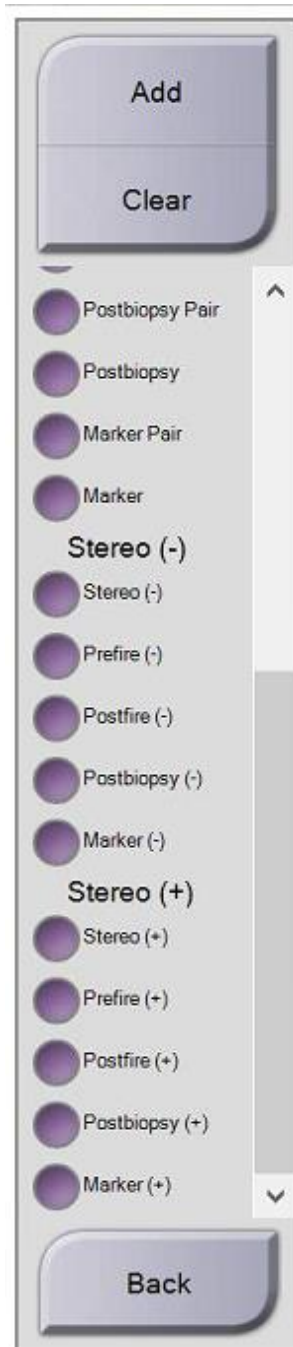 Add
Clear
Postbiopsy Pair
Postbiopsy
Marker Pair
Marker
Stereo (-)
Stereo (-)
Prefire (-)
Postfire (-)
Postbiopsy (-)
Marker (-)
Stereo (+)
Stereo (+)
Prefire (+)
Postfire (+)
Postbiopsy (+)
Marker (+)
Back